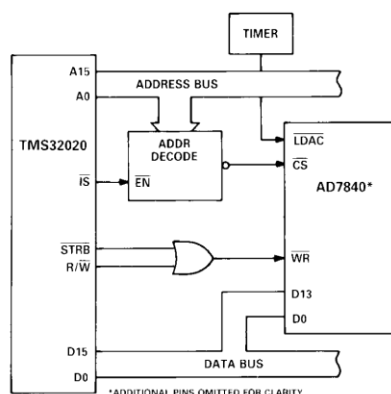 TIMER
A15
ADDRESS BUS
A0
ADDR
DECODE
LDAC
TMS32020
IS
EN
CS
AD7840*
STRB
R/W
WR
D13
D0
D15
DATA BUS
D0
*ADDITIONAL PINS OMITTED FOR CLARITY